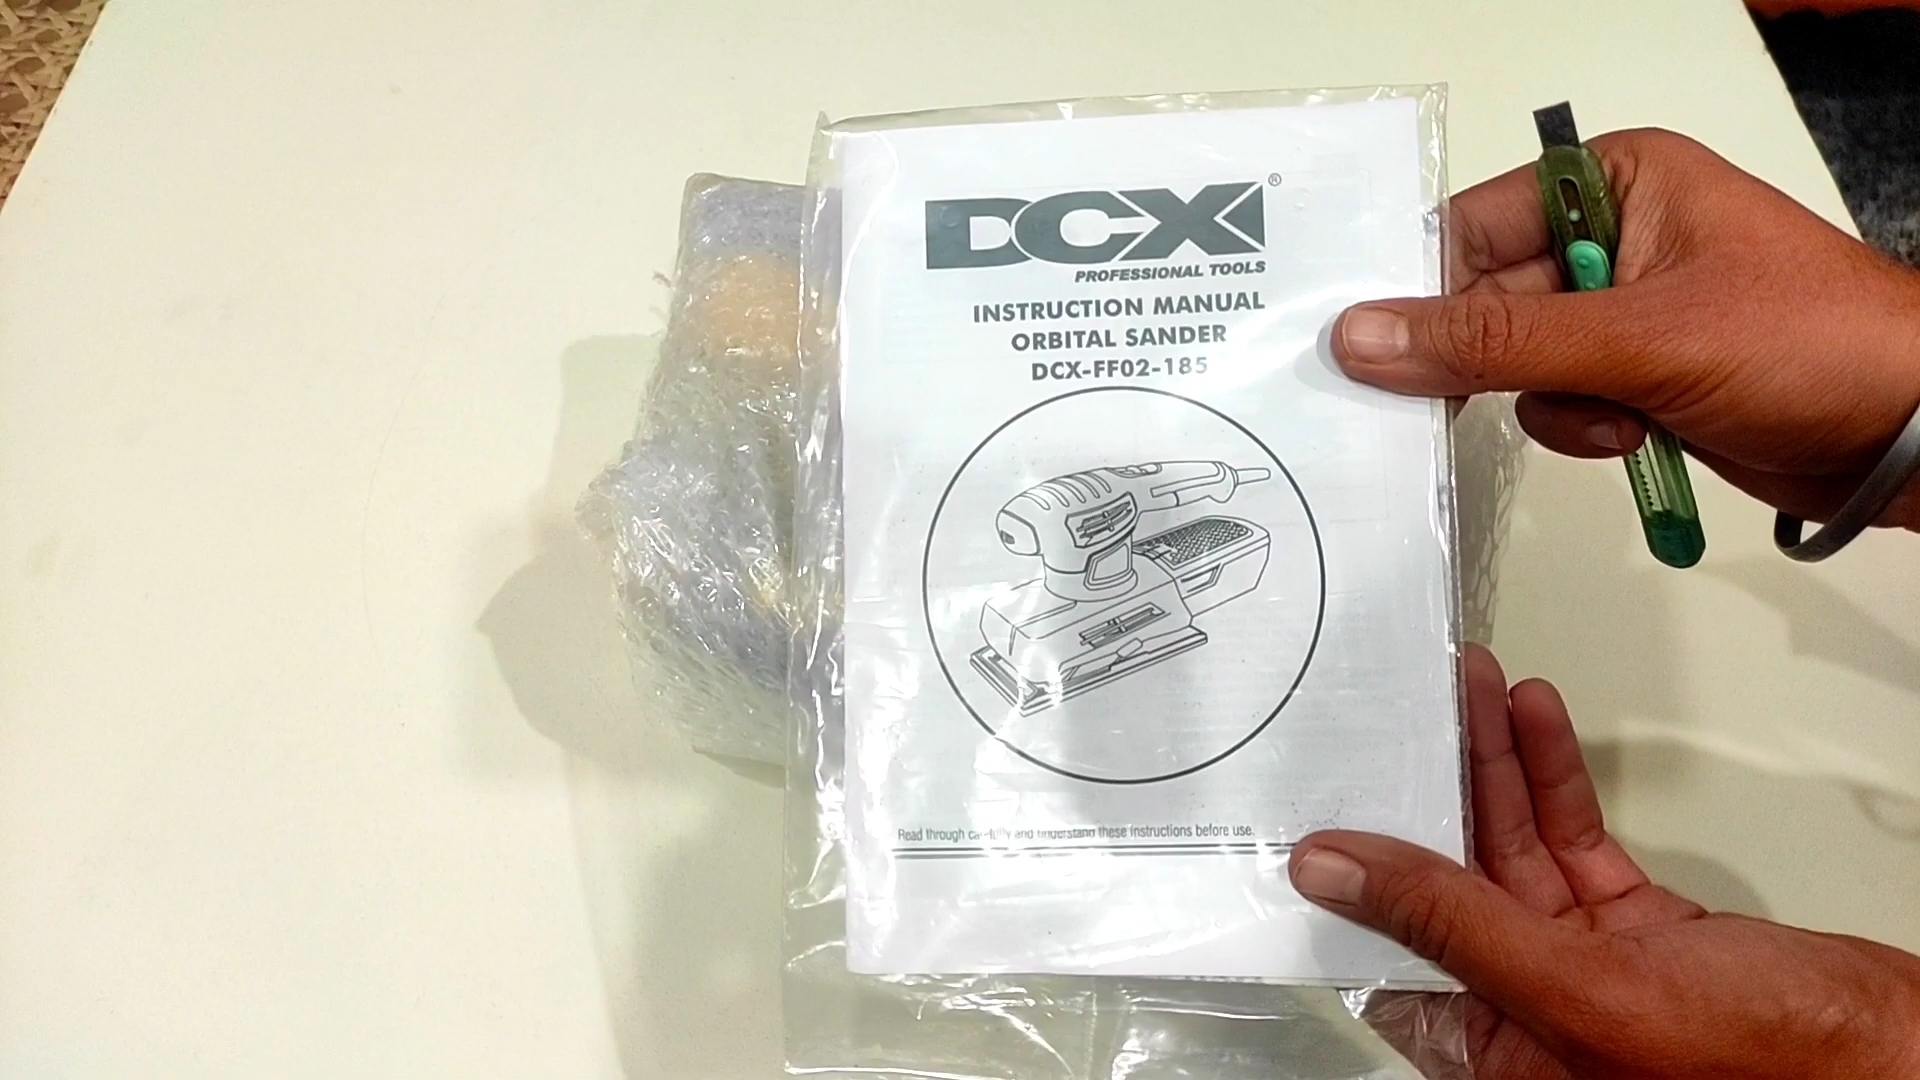 DCX®
PROFESSIONAL TOOLS
INSTRUCTION MANUAL
ORBITAL SANDER
DCX-FF02-185
Read through carefully and understand these instructions before use.